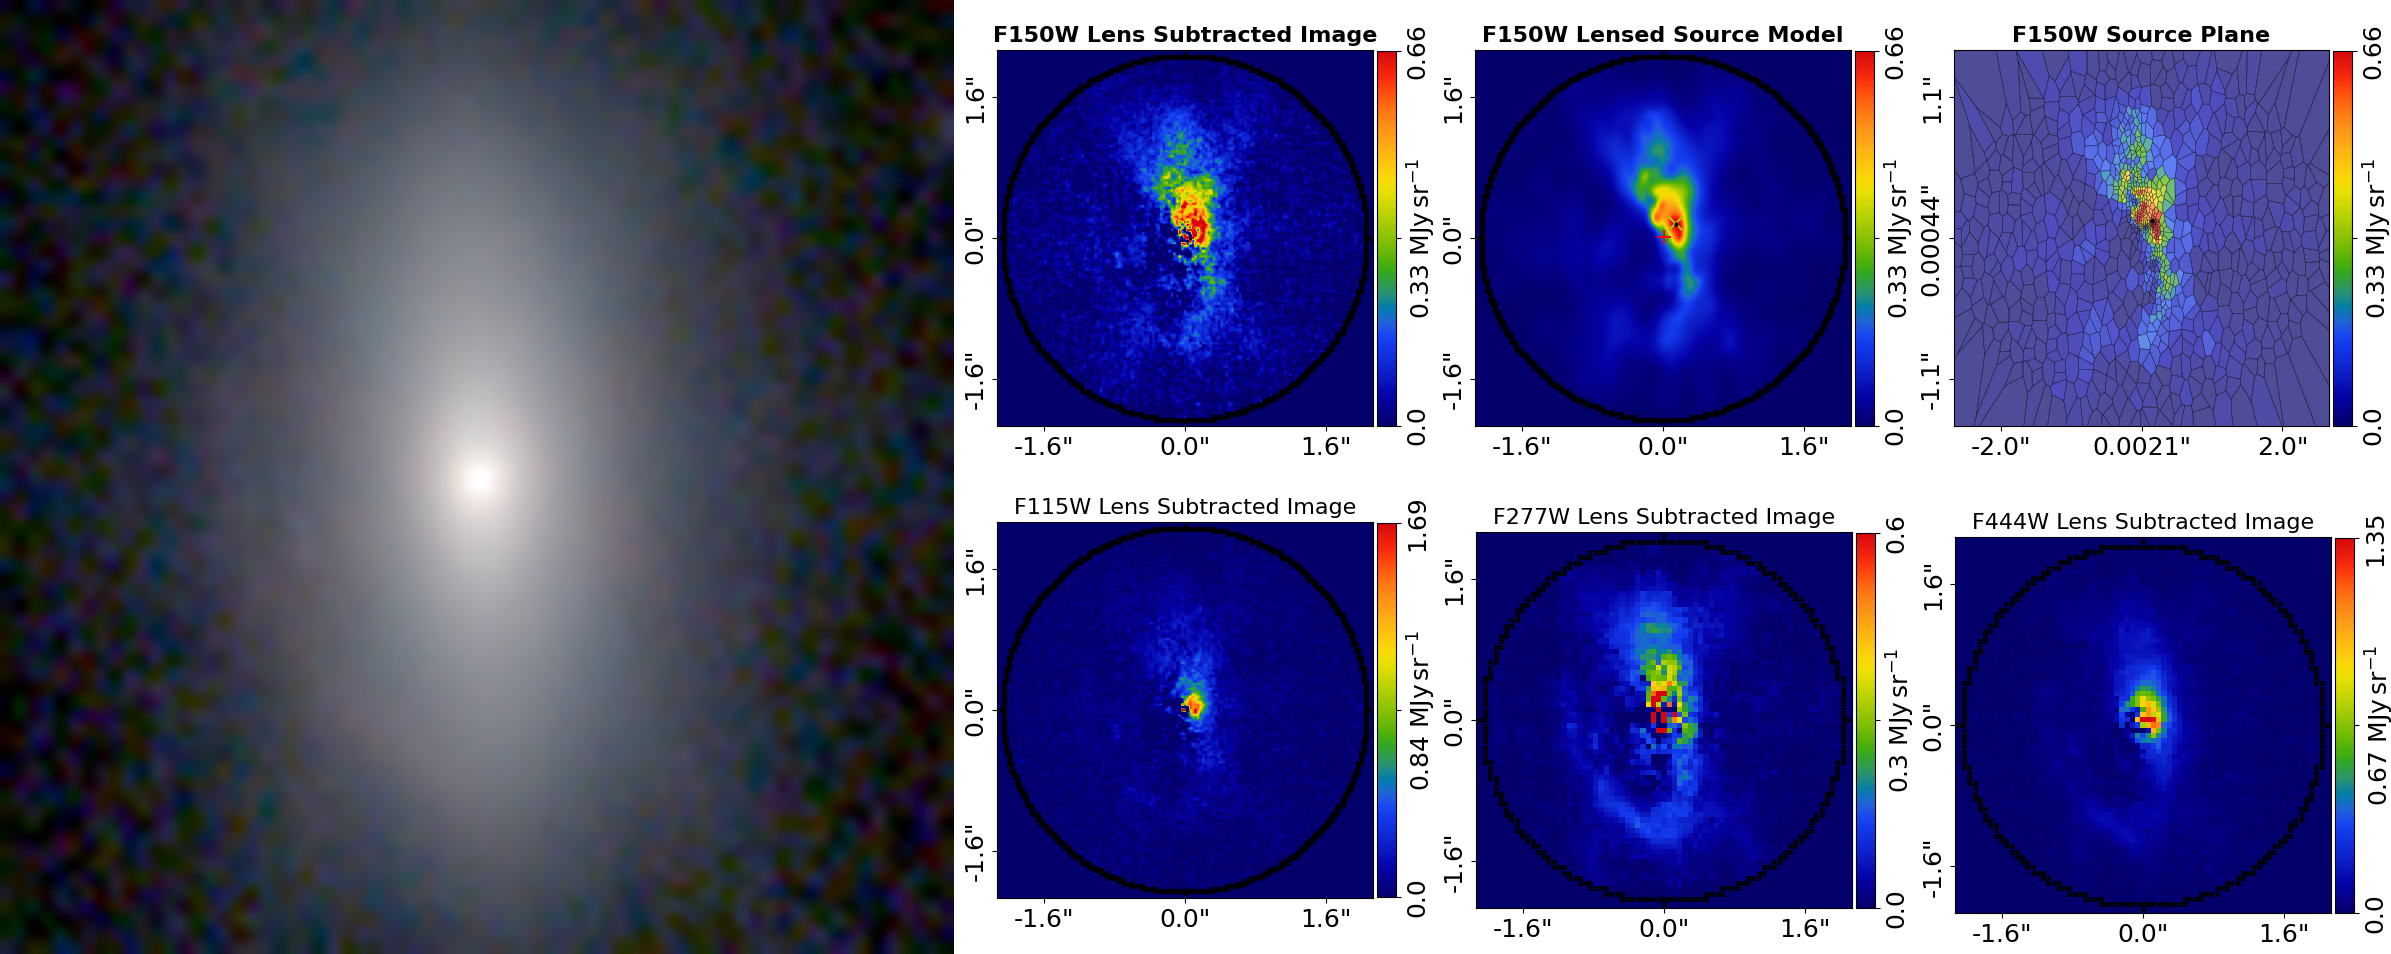 F150W Lens Subtracted Image
1.6"
0.0"
-1.6"
-1.6" 0.0" 1.6"
0.66
0.33 MJy sr⁻¹
0.0
F150W Lensed Source Model
1.6"
0.0"
-1.6"
-1.6" 0.0" 1.6"
0.66
0.33 MJy sr⁻¹
0.0
F150W Source Plane
1.1"
0.00044"
-1.1"
-2.0" 0.0021" 2.0"
0.66
0.33 MJy sr⁻¹
0.0
F115W Lens Subtracted Image
1.6"
0.0"
-1.6"
-1.6" 0.0" 1.6"
1.69
0.84 MJy sr⁻¹
0.0
F277W Lens Subtracted Image
1.6"
0.0"
-1.6"
-1.6" 0.0" 1.6"
0.6
0.3 MJy sr⁻¹
0.0
F444W Lens Subtracted Image
1.6"
0.0"
-1.6"
-1.6" 0.0" 1.6"
1.35
0.67 MJy sr⁻¹
0.0